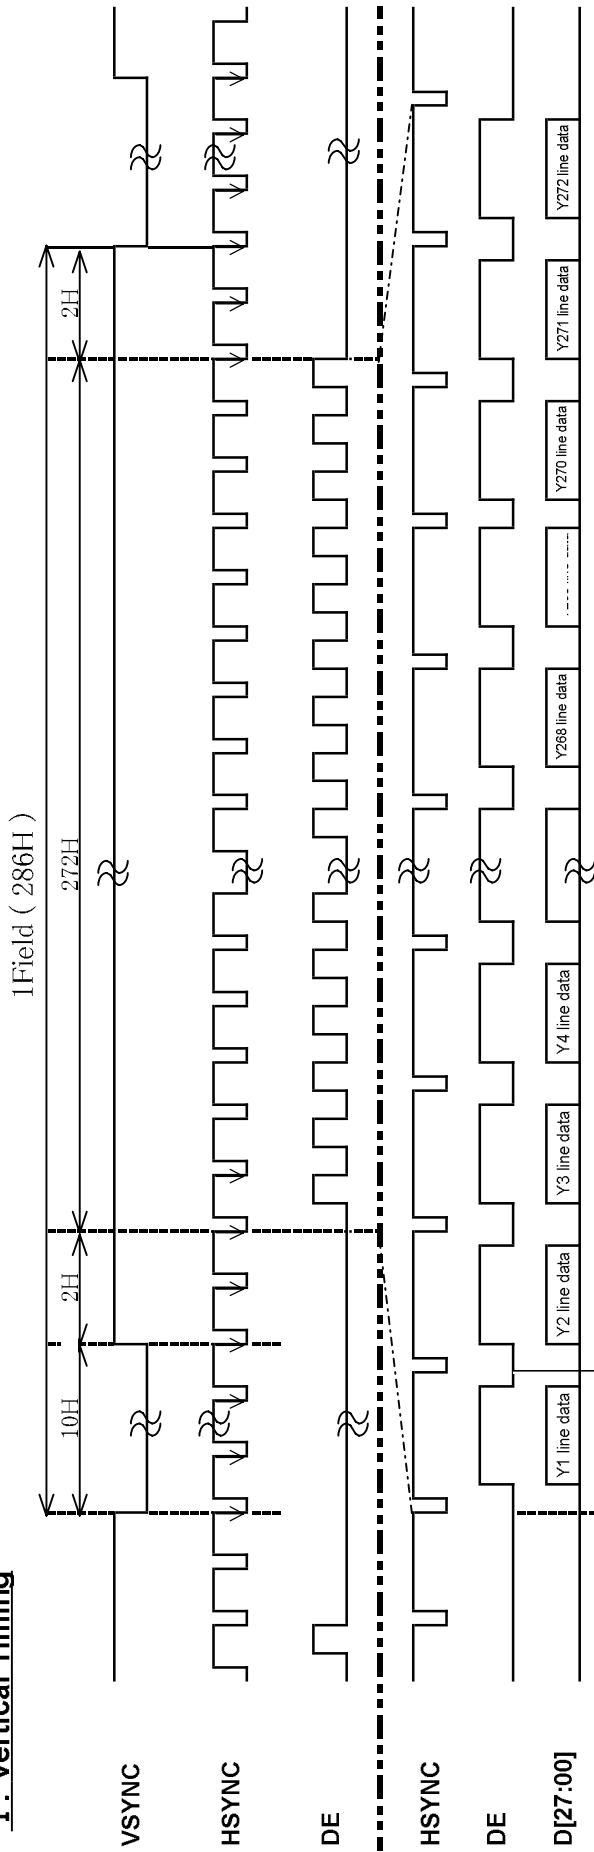 Vertical Timing
1Field ( 286H )
10H
2H
272H
2H
VSYNC
HSYNC
DE
HSYNC
DE
D[27:00]
Y1 line data
Y2 line data
Y3 line data
Y4 line data
Y268 line data
Y270 line data
Y271 line data
Y272 line data